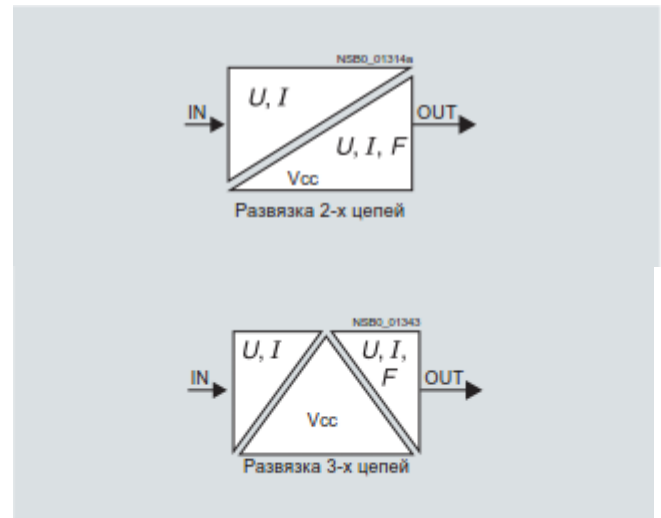 NSB0_01314a
U, I
IN
OUT
U, I, F
Vcc
Развязка 2-х цепей
NSB0_01343
U, I
U, I,
F
IN
OUT
Vcc
Развязка 3-х цепей